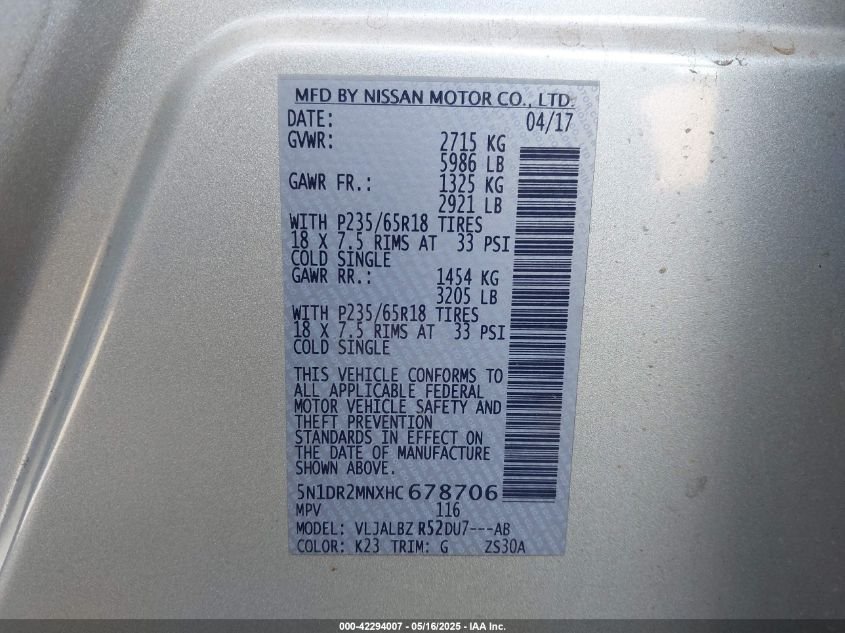 MFD BY NISSAN MOTOR CO., LTD.
DATE: 04/17
GVWR: 2715 KG
5986 LB
GAWR FR.: 1325 KG
2921 LB
WITH P235/65R18 TIRES
18 X 7.5 RIMS AT 33 PSI
COLD SINGLE
GAWR RR.: 1454 KG
3205 LB
WITH P235/65R18 TIRES
18 X 7.5 RIMS AT 33 PSI
COLD SINGLE
THIS VEHICLE CONFORMS TO
ALL APPLICABLE FEDERAL
MOTOR VEHICLE SAFETY AND
THEFT PREVENTION
STANDARDS IN EFFECT ON
THE DATE OF MANUFACTURE
SHOWN ABOVE.
5N1DR2MNXHC678706
MPV 116
MODEL: VLJALBZ R52DU7---AB
COLOR: K23 TRIM: G ZS30A
000-42294007 - 05/16/2025 - IAA Inc.